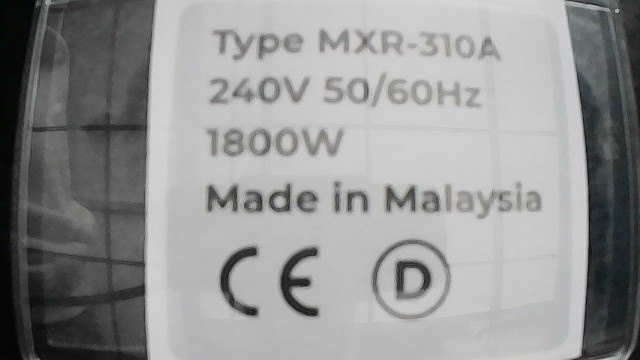 Type MXR-310A
240V 50/60Hz
1800W
Made in Malaysia
CE D